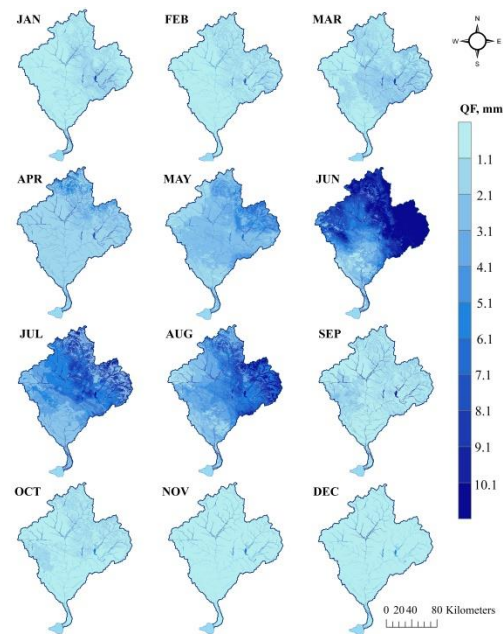 JAN
FEB
MAR
N
W E
S
QF, mm
1.1
2.1
3.1
4.1
5.1
6.1
7.1
8.1
9.1
10.1
APR
MAY
JUN
JUL
AUG
SEP
OCT
NOV
DEC
0 20 40 80 Kilometers